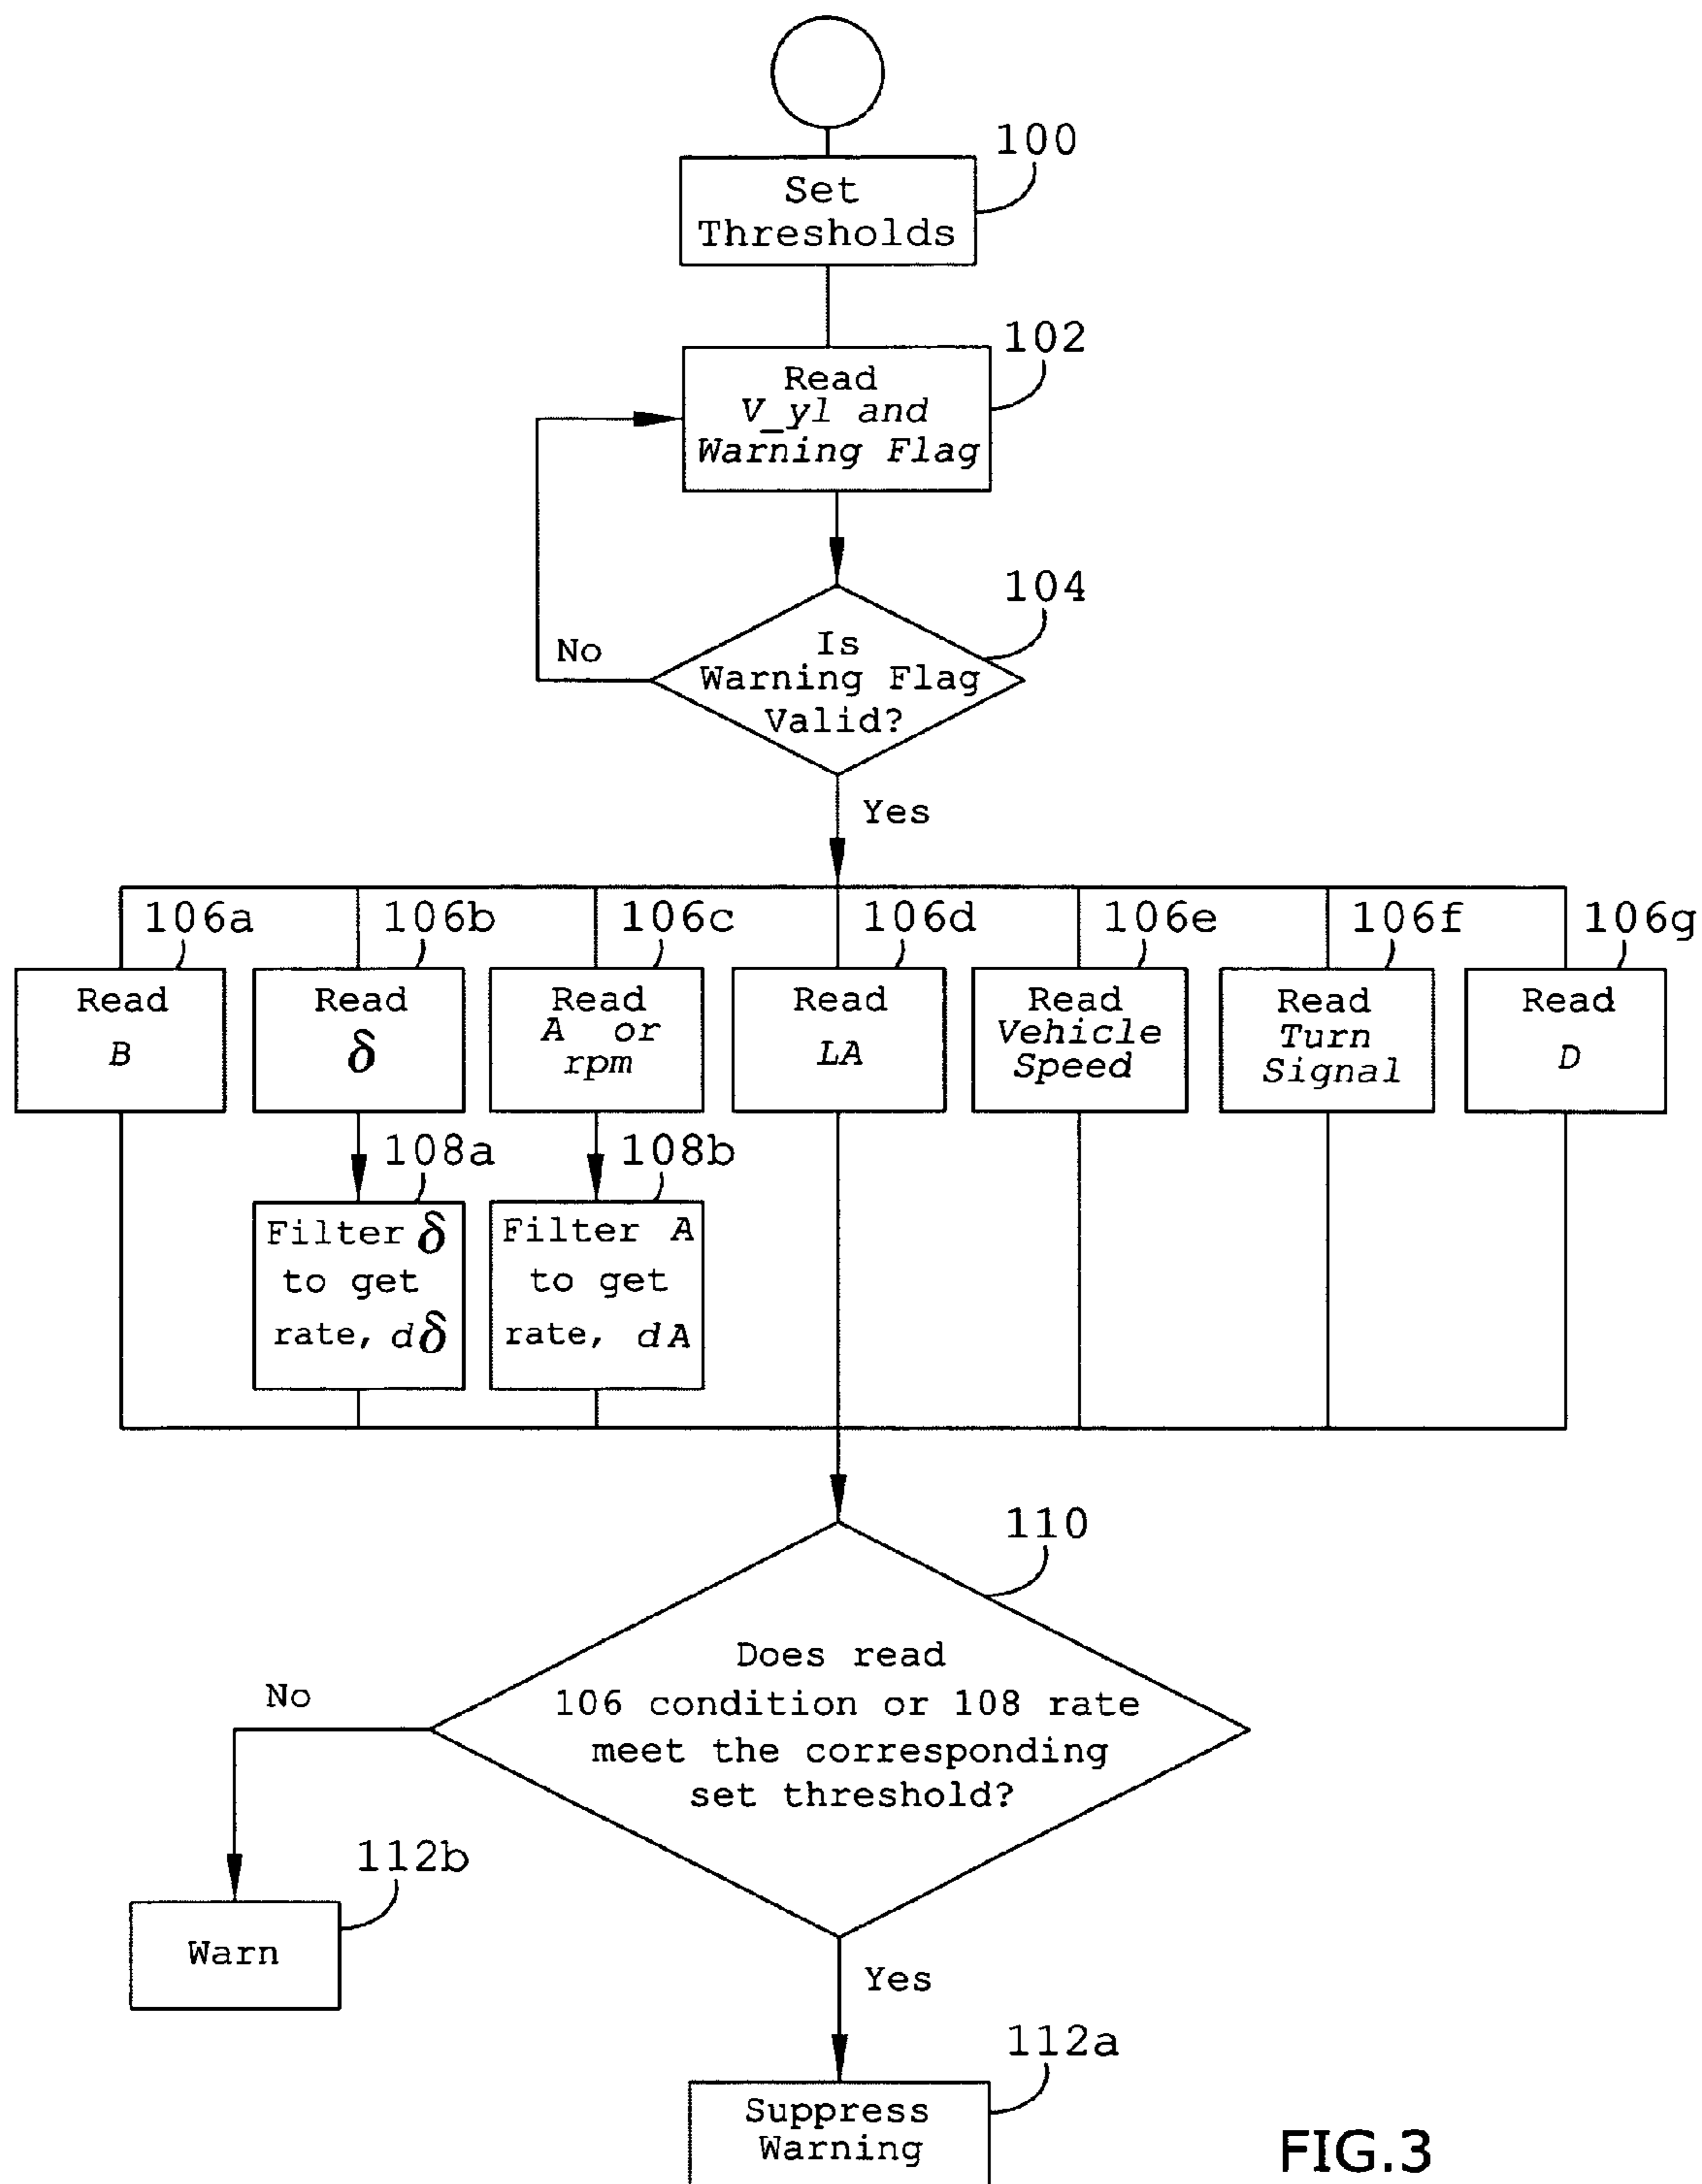 100
Set
Thresholds
102
Read
V_yl and
Warning Flag
104
Is
Warning Flag
Valid?
No
Yes
106a
106b
106c
106d
106e
106f
106g
Read
B
Read
δ
Read
A or
rpm
Read
LA
Read
Vehicle
Speed
Read
Turn
Signal
Read
D
108a
108b
Filter δ
to get
rate, dδ
Filter A
to get
rate, dA
110
Does read
106 condition or 108 rate
meet the corresponding
set threshold?
No
112b
Warn
Yes
112a
Suppress
Warning
FIG.3